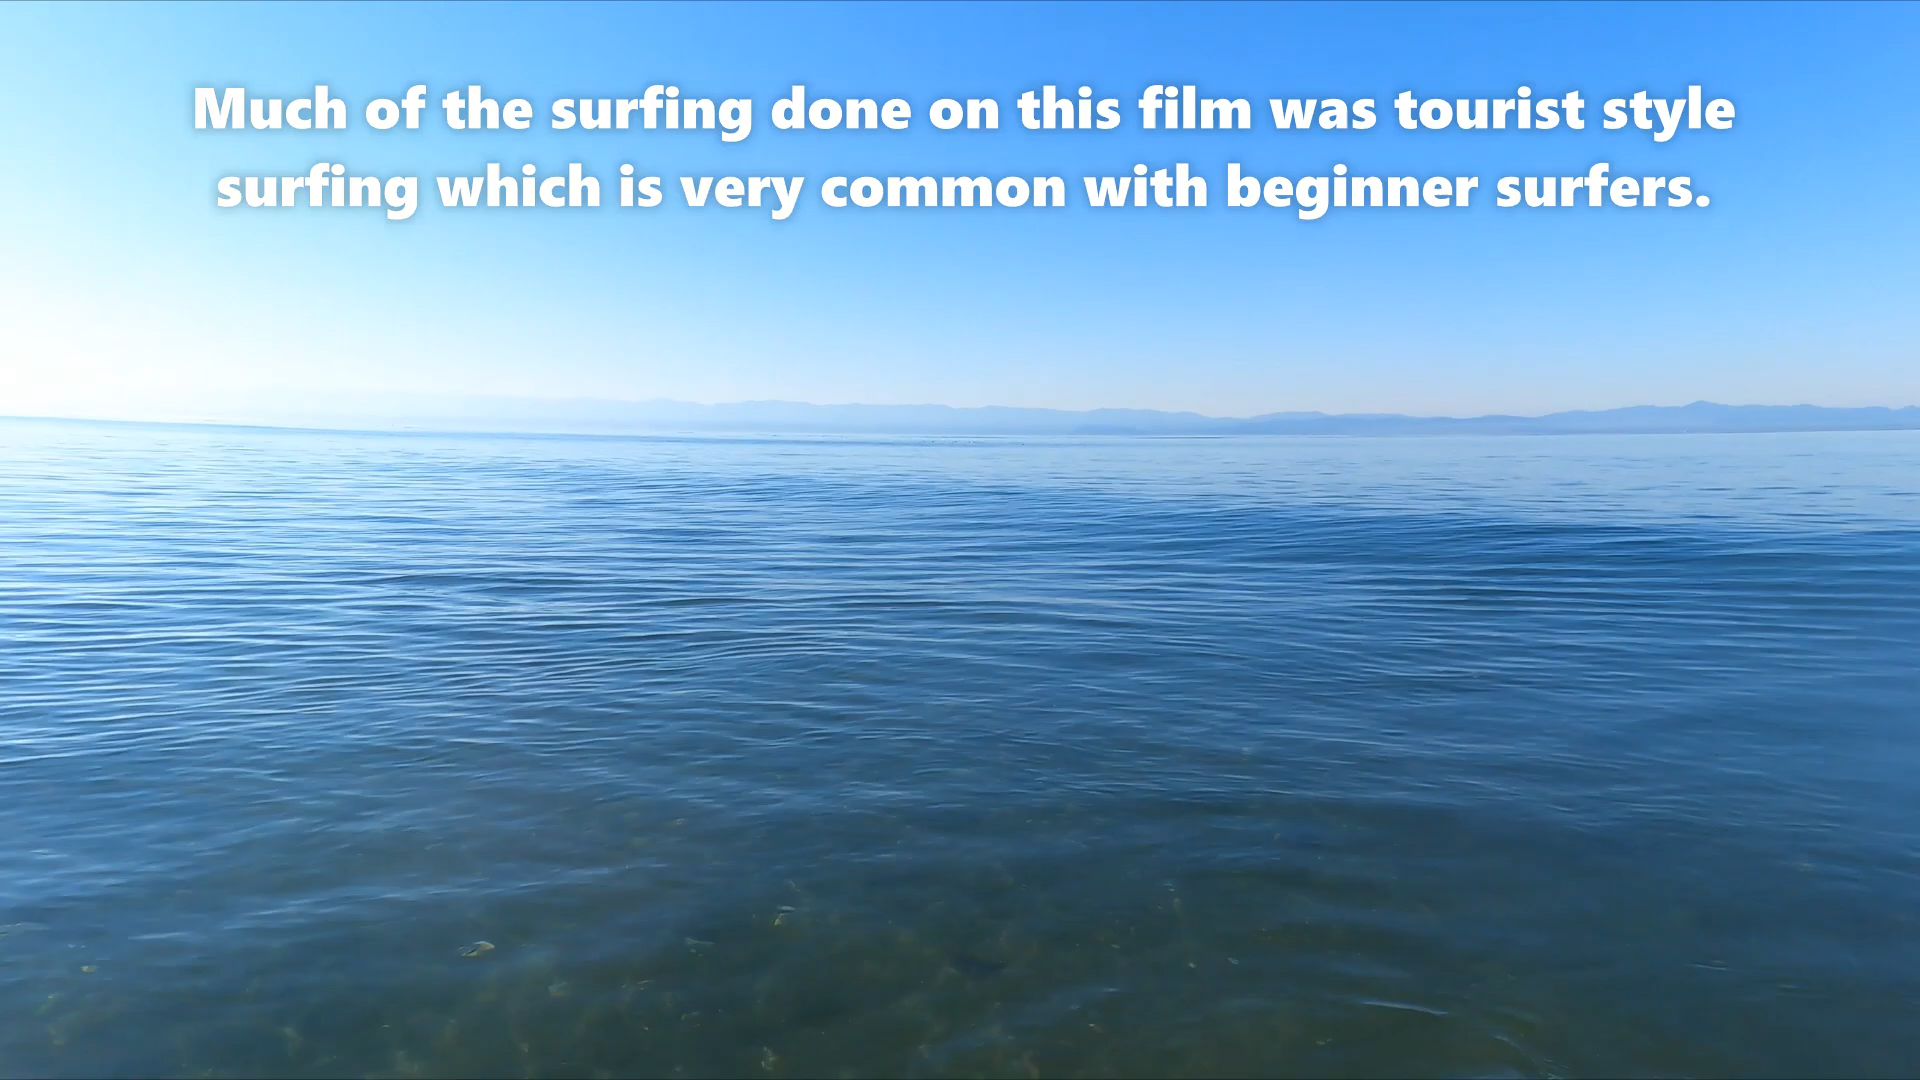 Much of the surfing done on this film was tourist style
surfing which is very common with beginner surfers.